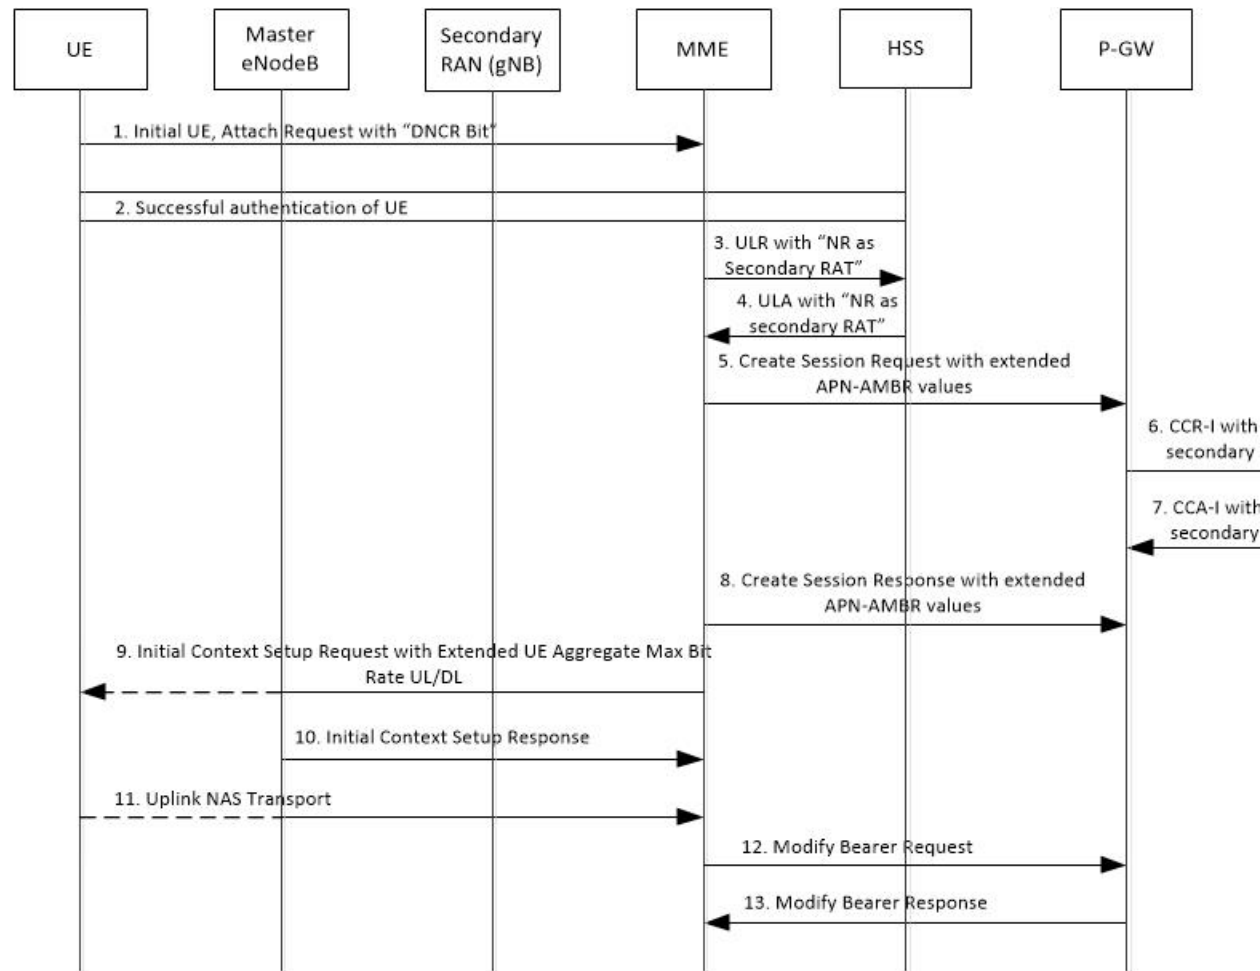 UE
Master
eNodeB
Secondary
RAN (gNB)
MME
HSS
P-GW
1. Initial UE, Attach Request with “DNCR Bit”
2. Successful authentication of UE
3. ULR with “NR as
Secondary RAT”
4. ULA with “NR as
secondary RAT”
5. Create Session Request with extended
APN-AMBR values
6. CCR-I with
secondary
7. CCA-I with
secondary
8. Create Session Response with extended
APN-AMBR values
9. Initial Context Setup Request with Extended UE Aggregate Max Bit
Rate UL/DL
10. Initial Context Setup Response
11. Uplink NAS Transport
12. Modify Bearer Request
13. Modify Bearer Response